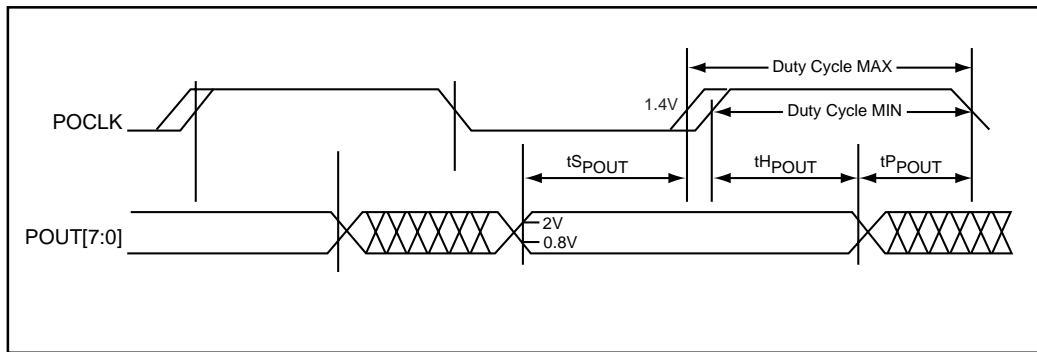 Duty Cycle MAX
1.4V
Duty Cycle MIN
POCLK
tSPOUT
tHPOUT
tPPOUT
2V
POUT[7:0]
0.8V